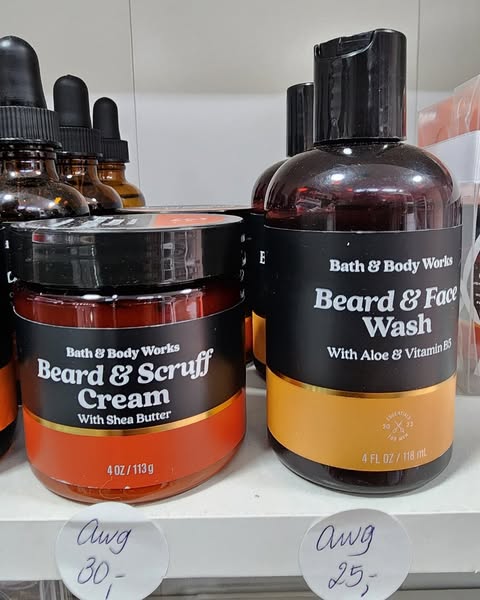 Bath & Body Works
Beard & Scruff
Cream
With Shea Butter
4 OZ / 113 g
Bath & Body Works
Beard & Face
Wash
With Aloe & Vitamin B5
4 FL OZ / 118 mL
Awg
30,-
Awg
25,-